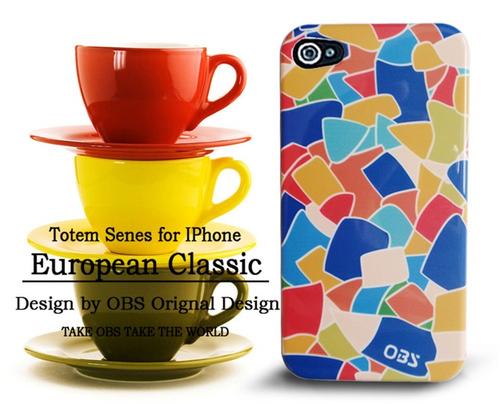 Totem Senes for IPhone
European Classic
Design by OBS Orignal Design
TAKE OBS TAKE THE WORLD
OBS